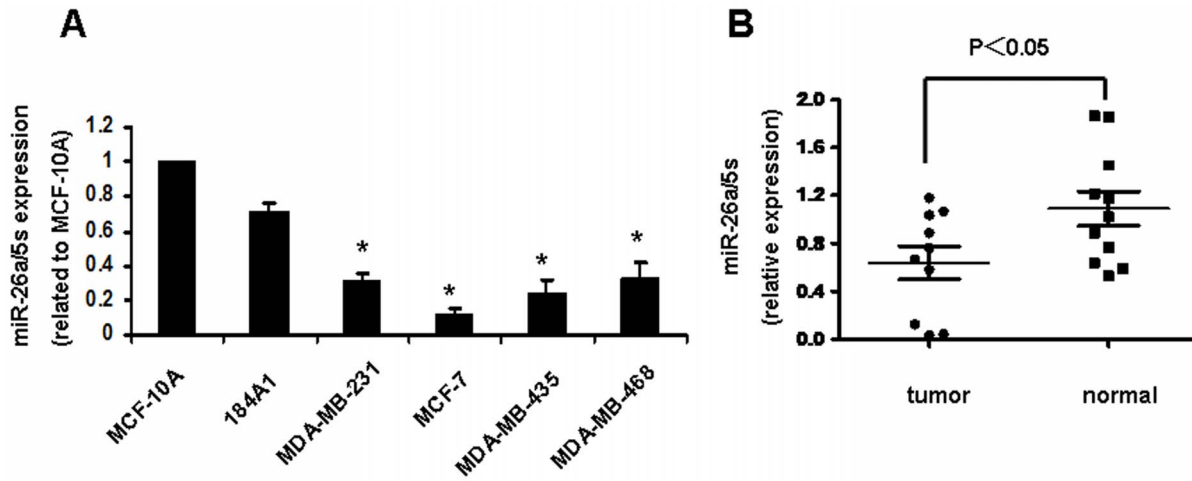 A
miR-26a/5s expression
(related to MCF-10A)
1.2
1
0.8
0.6
0.4
0.2
0
*
*
*
*
MCF-10A
184A1
MDA-MB-231
MCF-7
MDA-MB-435
MDA-MB-468
B
P<0.05
miR-26a/5s
(relative expression)
2.0
1.6
1.2
0.8
0.4
0.0
tumor
normal